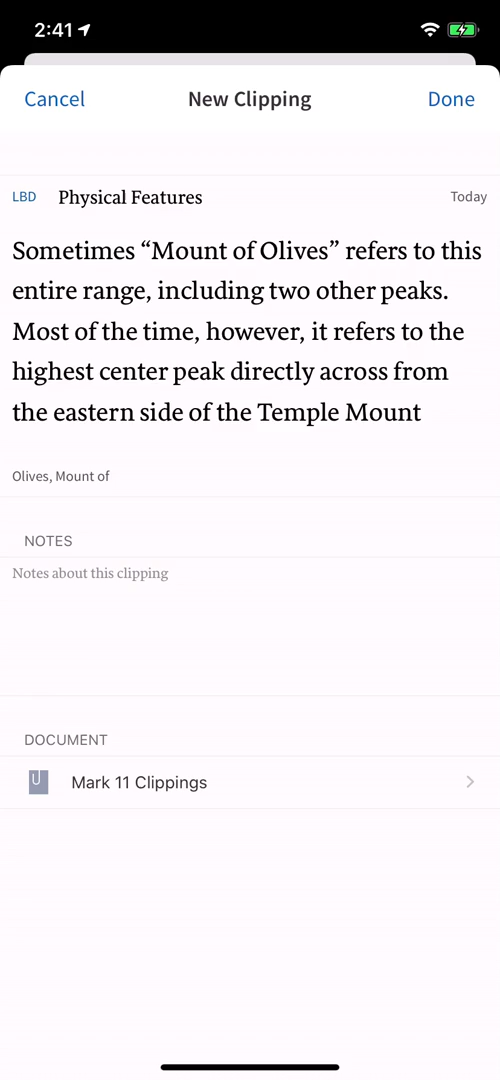 2:41
Cancel New Clipping Done
LBD Physical Features Today
Sometimes “Mount of Olives” refers to this
entire range, including two other peaks.
Most of the time, however, it refers to the
highest center peak directly across from
the eastern side of the Temple Mount
Olives, Mount of
NOTES
Notes about this clipping
DOCUMENT
Mark 11 Clippings